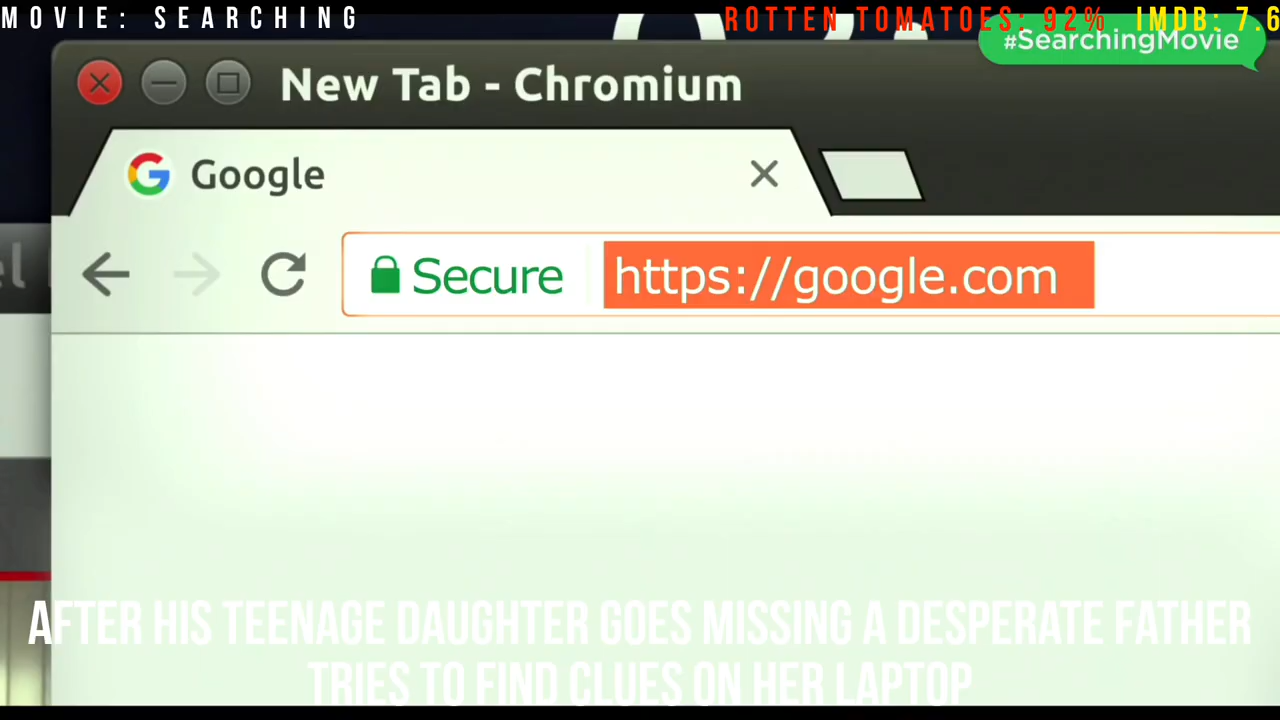 MOVIE: SEARCHING
ROTTEN TOMATOES: 92% IMDB: 7.6
#SearchingMovie
New Tab - Chromium
Google
Secure https://google.com
AFTER HIS TEENAGE DAUGHTER GOES MISSING A DESPERATE FATHER
TRIES TO FIND CLUES ON HER LAPTOP